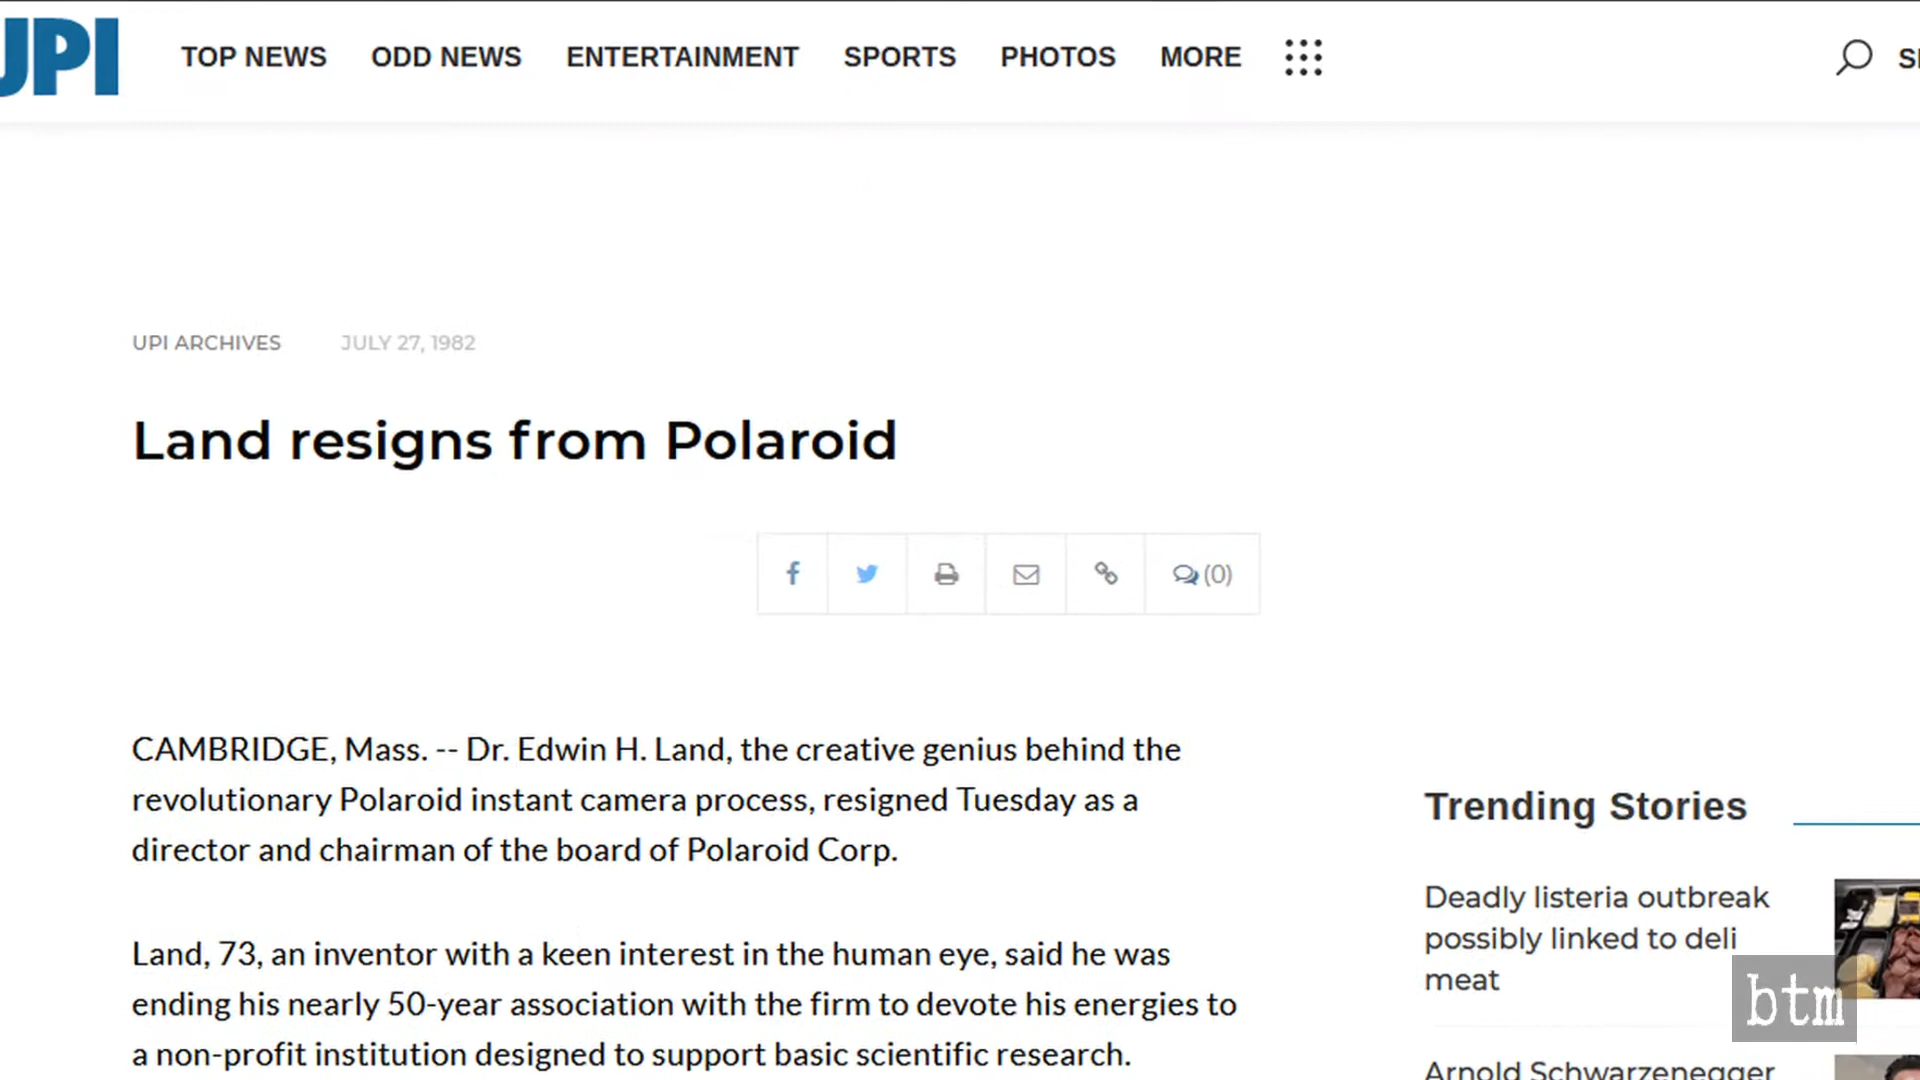 UPI
TOP NEWS ODD NEWS ENTERTAINMENT SPORTS PHOTOS MORE
UPI ARCHIVES JULY 27, 1982
Land resigns from Polaroid
(0)
CAMBRIDGE, Mass. -- Dr. Edwin H. Land, the creative genius behind the
revolutionary Polaroid instant camera process, resigned Tuesday as a
director and chairman of the board of Polaroid Corp.
Land, 73, an inventor with a keen interest in the human eye, said he was
ending his nearly 50-year association with the firm to devote his energies to
a non-profit institution designed to support basic scientific research.
Trending Stories
Deadly listeria outbreak
possibly linked to deli
meat
Arnold Schwarzenegger
btm